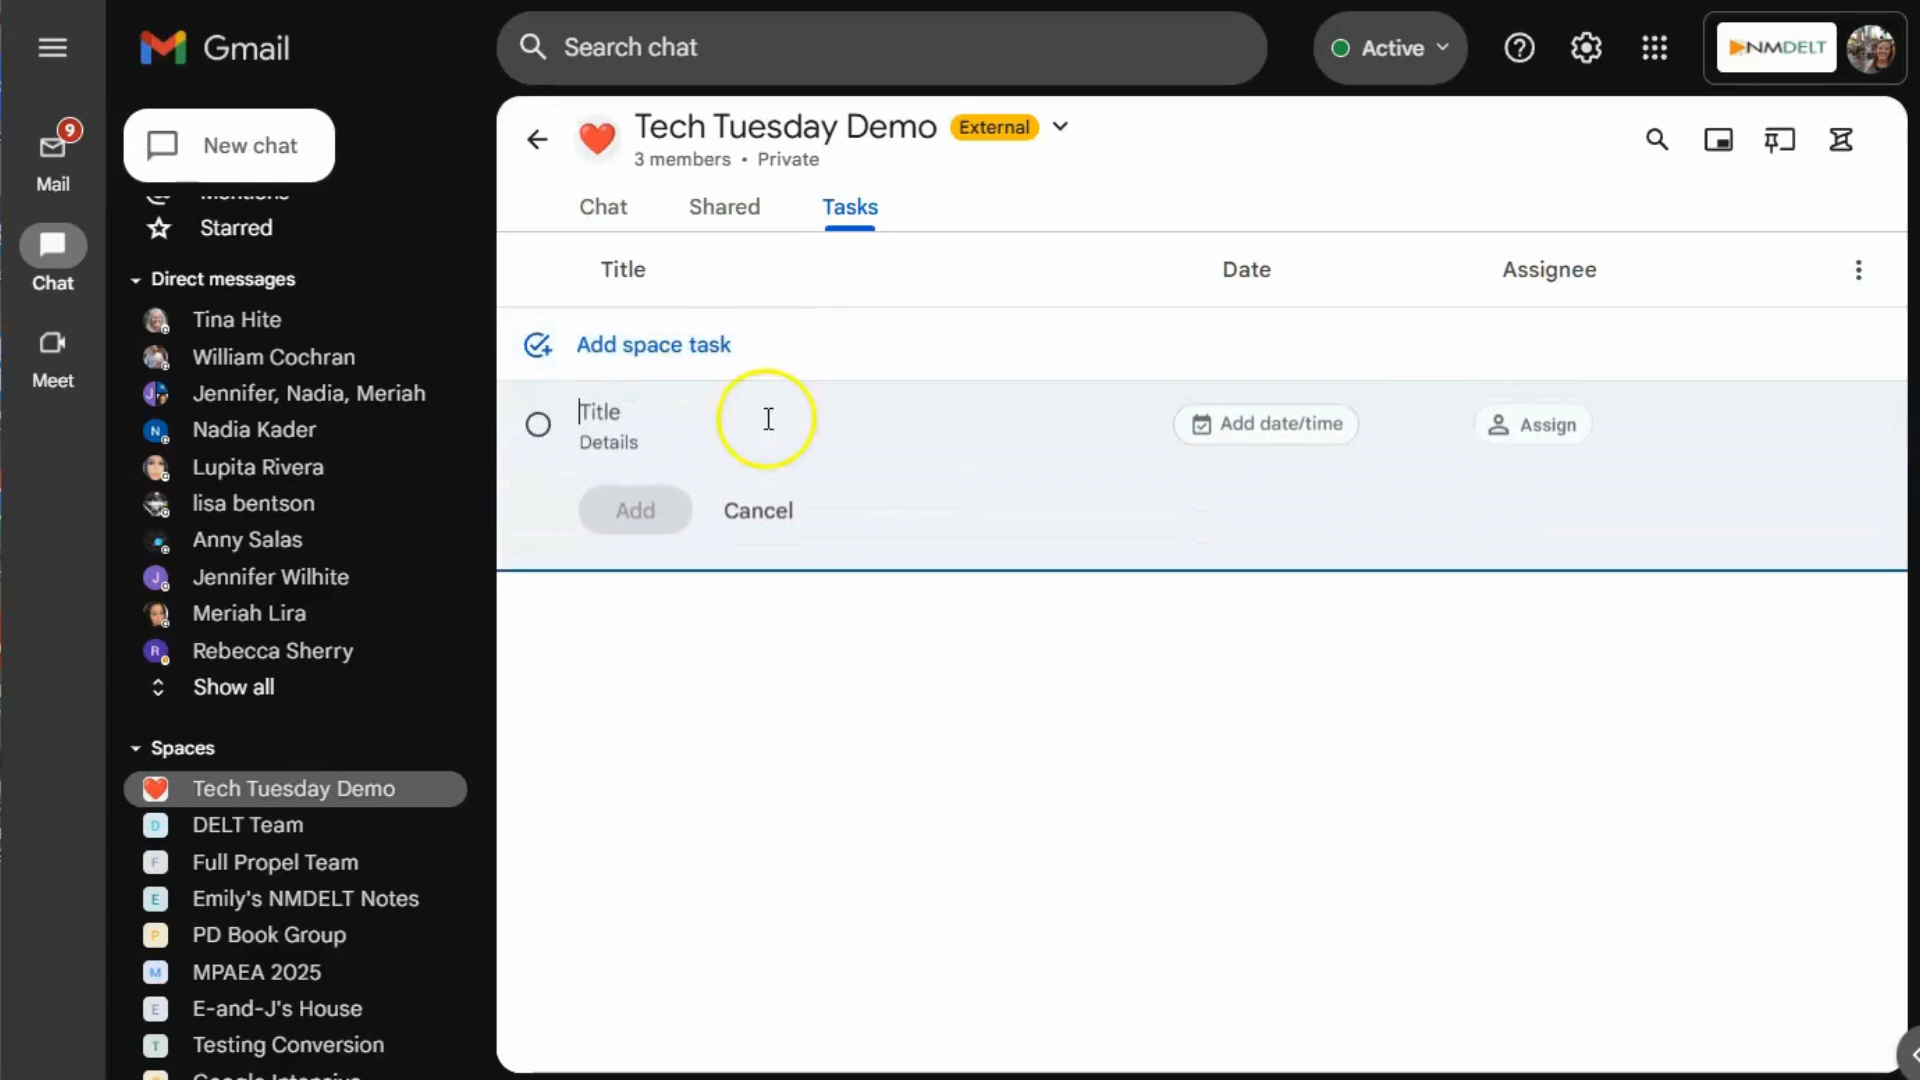 Gmail
Search chat
Active
NMDELT
9
Mail
Chat
Meet
New chat
Mentions
Starred
Direct messages
Tina Hite
William Cochran
Jennifer, Nadia, Meriah
Nadia Kader
Lupita Rivera
lisa bentson
Anny Salas
Jennifer Wilhite
Meriah Lira
Rebecca Sherry
Show all
Spaces
Tech Tuesday Demo
DELT Team
Full Propel Team
Emily's NMDELT Notes
PD Book Group
MPAEA 2025
E-and-J's House
Testing Conversion
Google Intensive
Tech Tuesday Demo External
3 members • Private
Chat Shared Tasks
Title Date Assignee
Add space task
Title
Details
Add date/time
Assign
Add Cancel